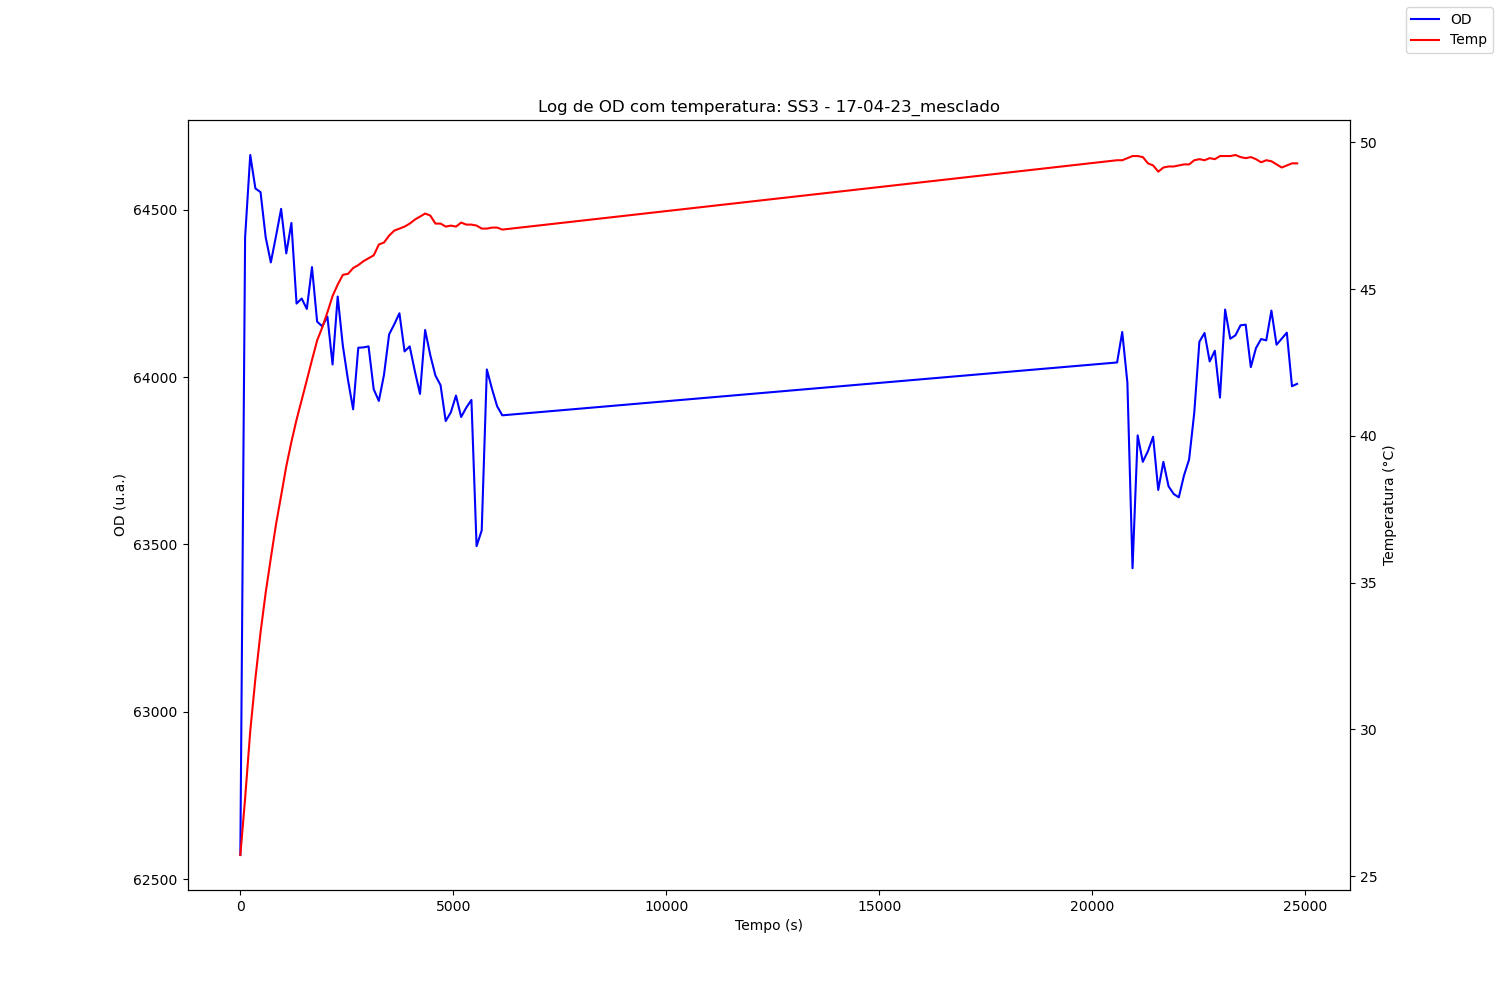 OD
Temp
Log de OD com temperatura: SS3 - 17-04-23_mesclado
64500
64000
63500
63000
62500
OD (u.a.)
50
45
40
35
30
25
Temperatura (°C)
0 5000 10000 15000 20000 25000
Tempo (s)